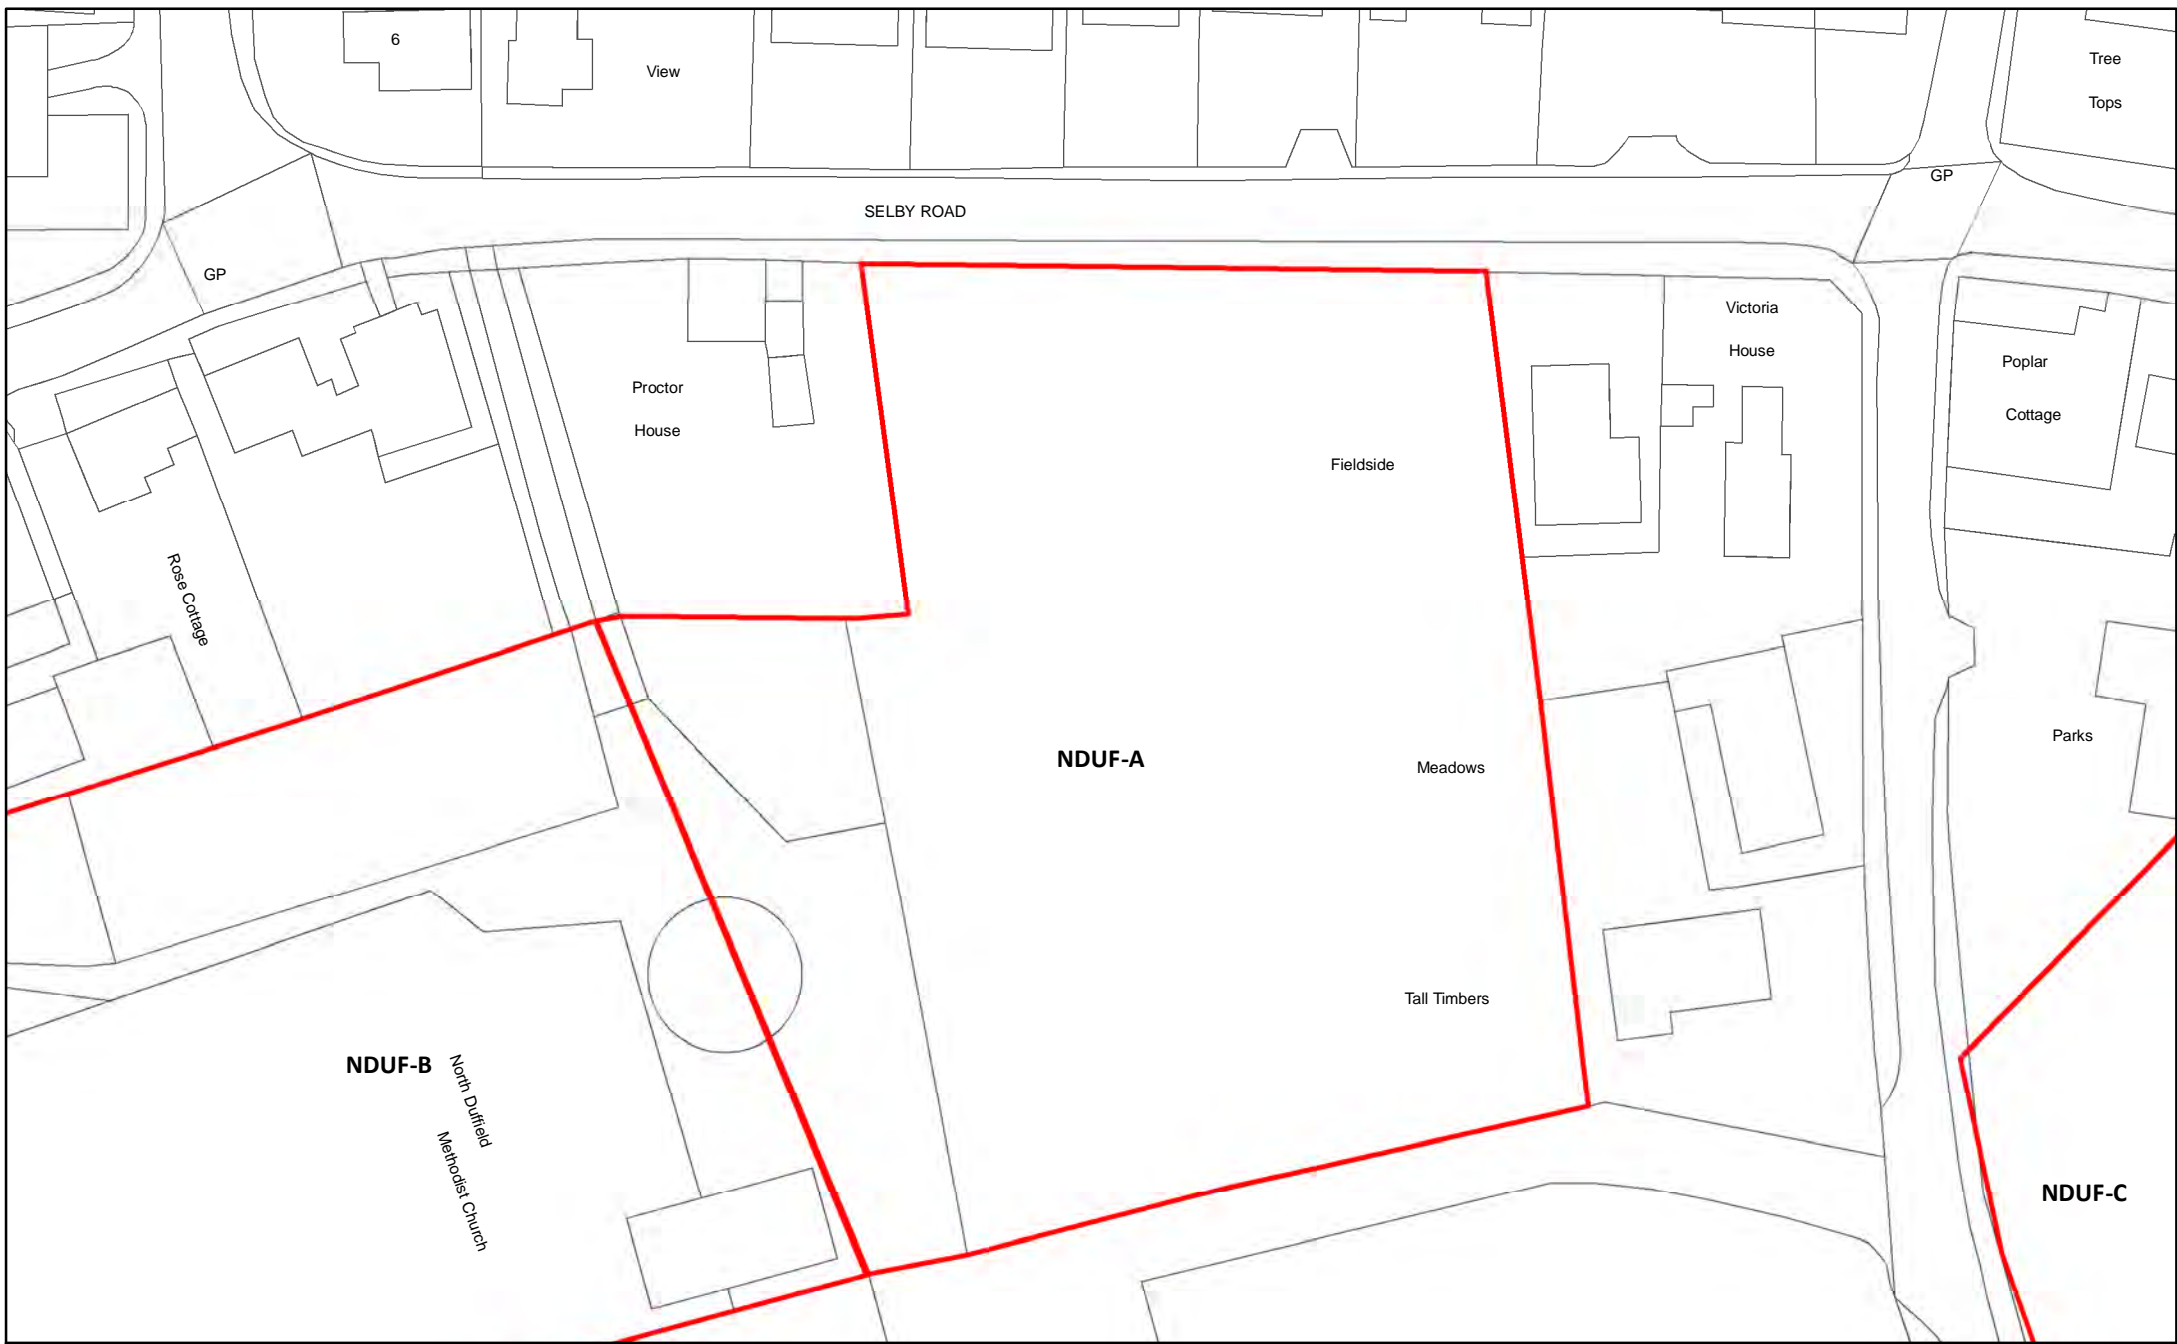 6
View
Tree
Tops
GP
SELBY ROAD
GP
Victoria
House
Poplar
Cottage
Proctor
House
Fieldside
Rose Cottage
Parks
NDUF-A
Meadows
Tall Timbers
NDUF-B
North Duffield
Methodist Church
NDUF-C